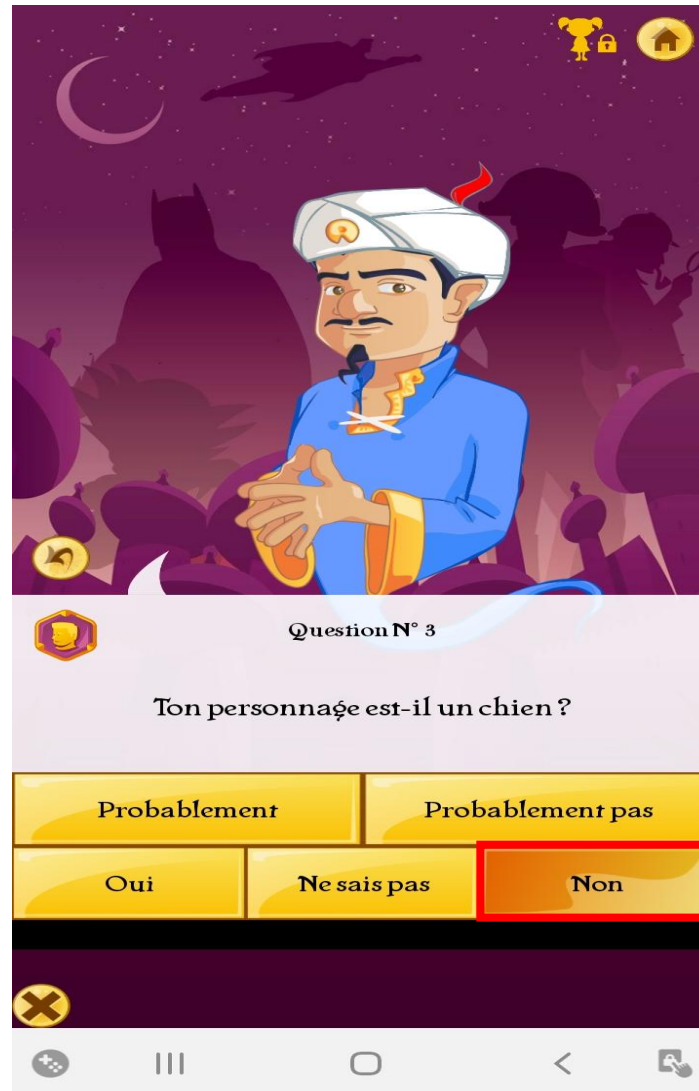 Question N° 3
Ton personnage est-il un chien ?
Probablement
Probablement pas
Oui
Ne sais pas
Non